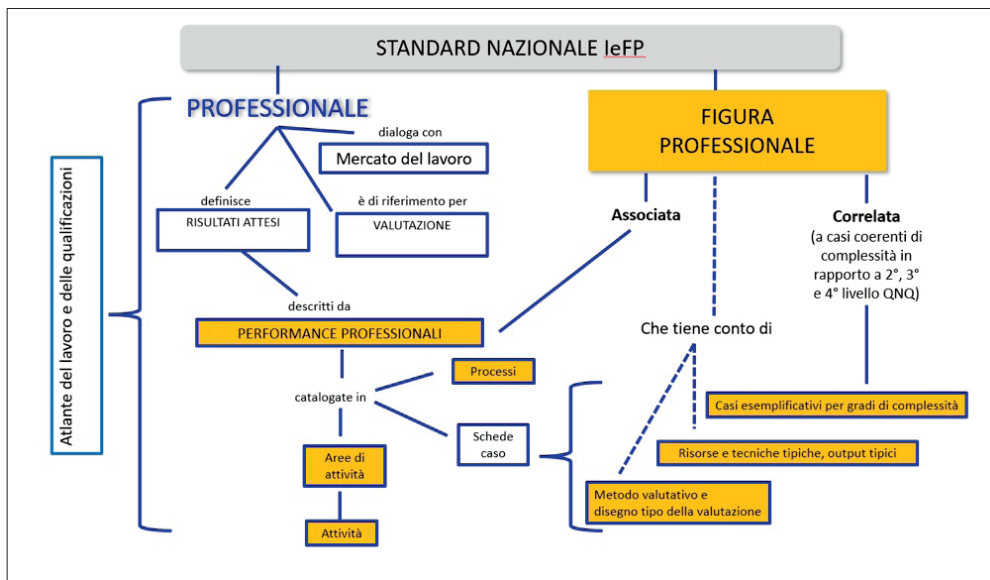 STANDARD NAZIONALE IeFP
PROFESSIONALE
dialoga con
Mercato del lavoro
definisce
RISULTATI ATTESI
è di riferimento per
VALUTAZIONE
descritti da
PERFORMANCE PROFESSIONALI
catalogate in
Processi
Schede
caso
Aree di
attività
Attività
Atlante del lavoro e delle qualificazioni
FIGURA
PROFESSIONALE
Associata
Correlata
(a casi coerenti di
complessità in
rapporto a 2°, 3°
e 4° livello QNQ)
Che tiene conto di
Casi esemplificativi per gradi di complessità
Risorse e tecniche tipiche, output tipici
Metodo valutativo e
disegno tipo della valutazione